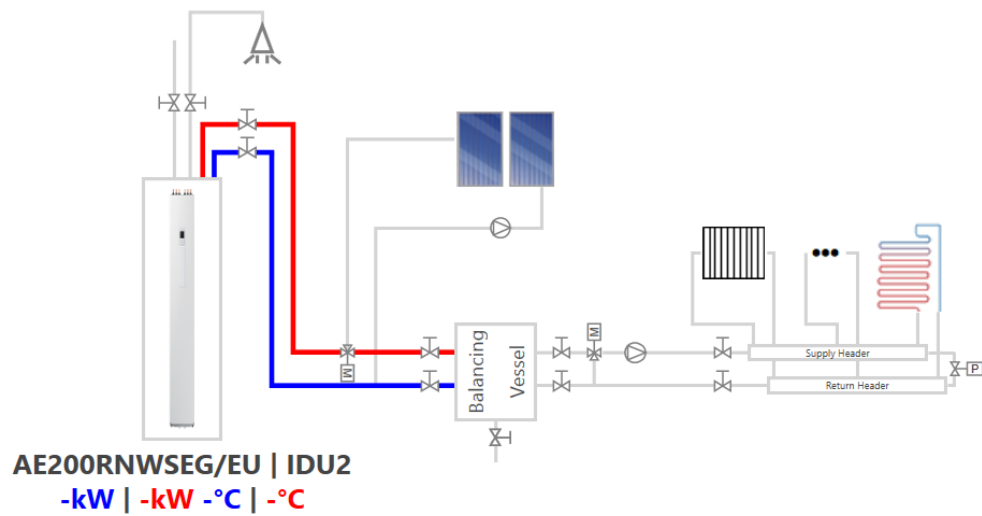 M
M
P
Balancing
Vessel
Supply Header
Return Header
AE200RNWSEG/EU | IDU2
-kW | -kW -°C | -°C